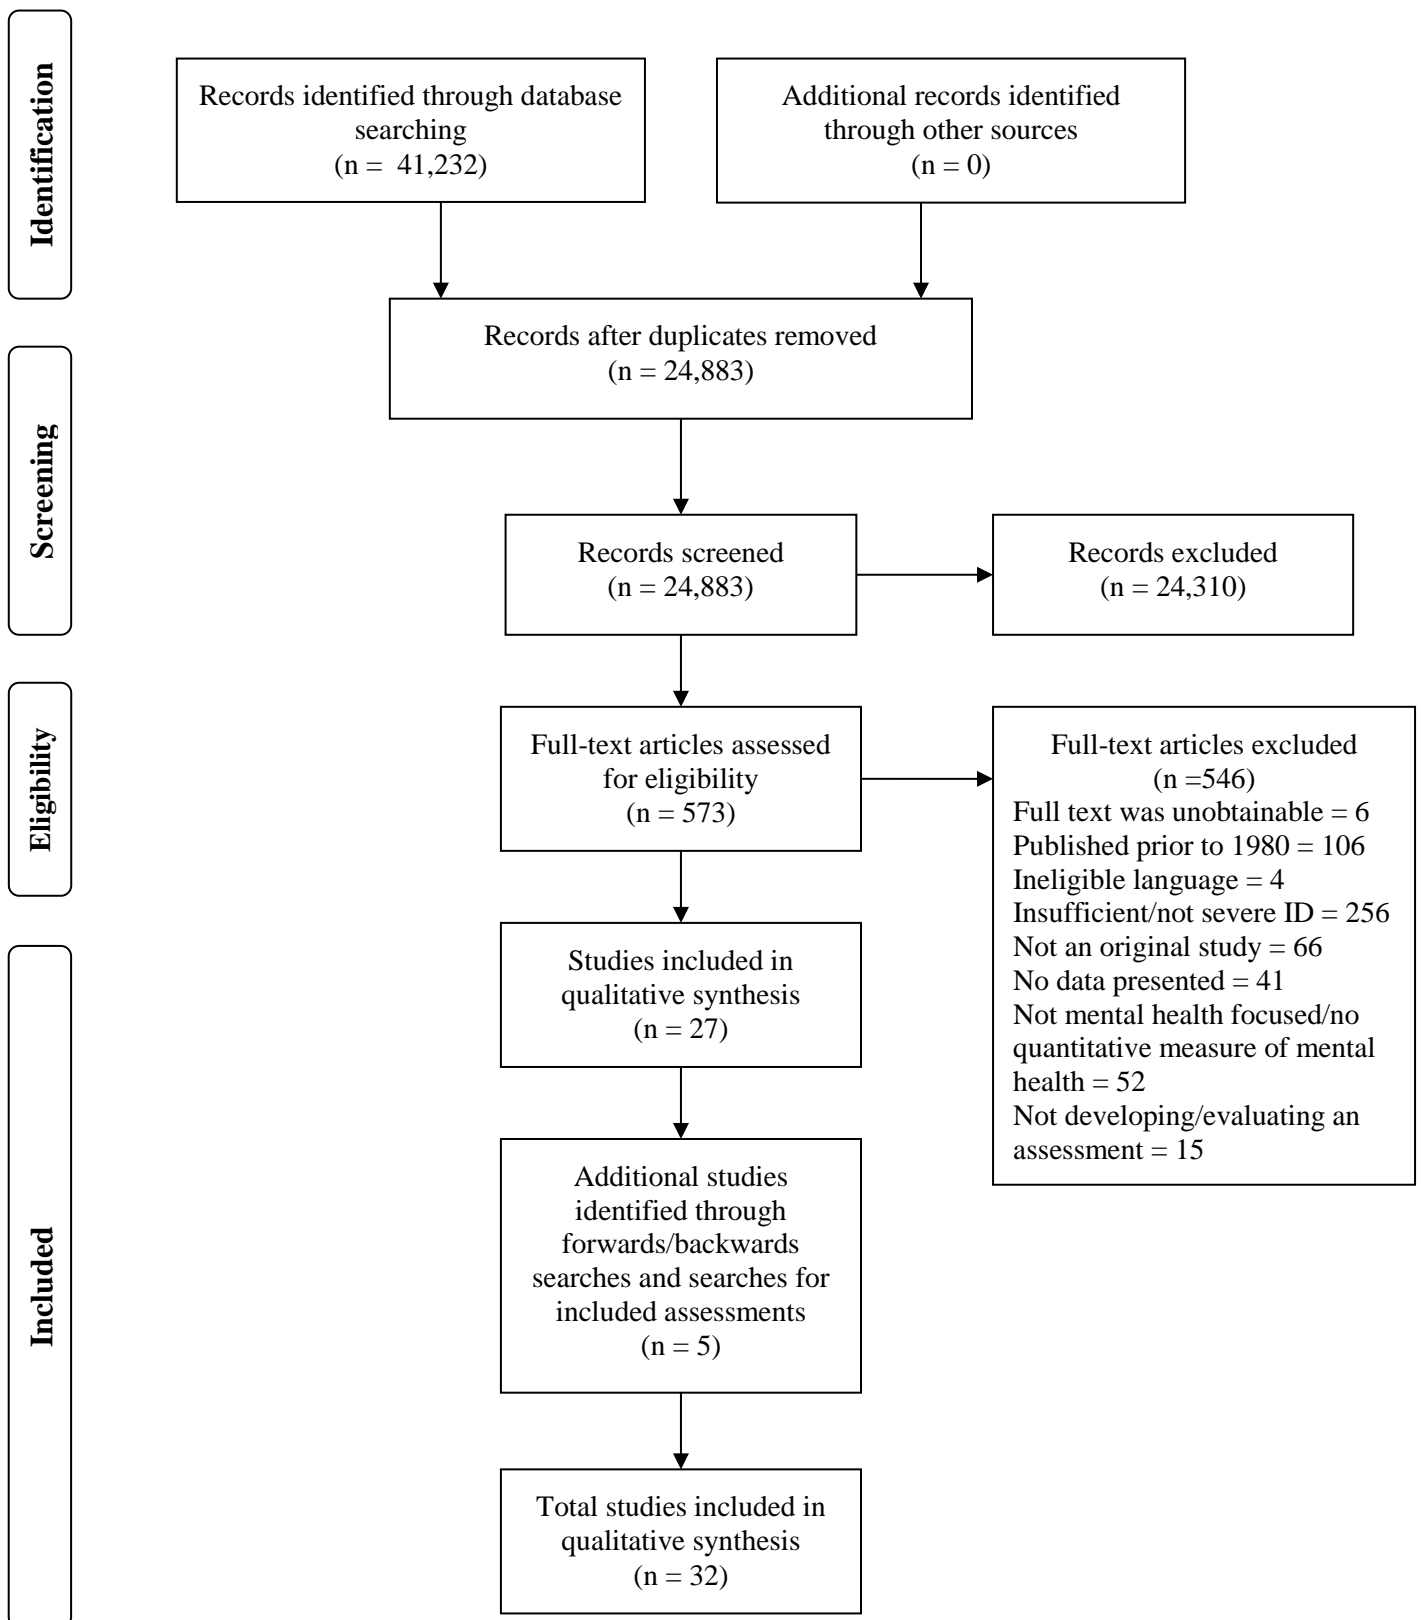 Identification
Records identified through database
searching
(n =  41,232)
Additional records identified
through other sources
(n = 0)
Records after duplicates removed
(n = 24,883)
Screening
Records screened
(n = 24,883)
Records excluded
(n = 24,310)
Eligibility
Full-text articles assessed
for eligibility
(n = 573)
Full-text articles excluded
(n =546)
Full text was unobtainable = 6
Published prior to 1980 = 106
Ineligible language = 4
Insufficient/not severe ID = 256
Not an original study = 66
No data presented = 41
Not mental health focused/no
quantitative measure of mental
health = 52
Not developing/evaluating an
assessment = 15
Studies included in
qualitative synthesis
(n = 27)
Included
Additional studies
identified through
forwards/backwards
searches and searches for
included assessments
(n = 5)
Total studies included in
qualitative synthesis
(n = 32)